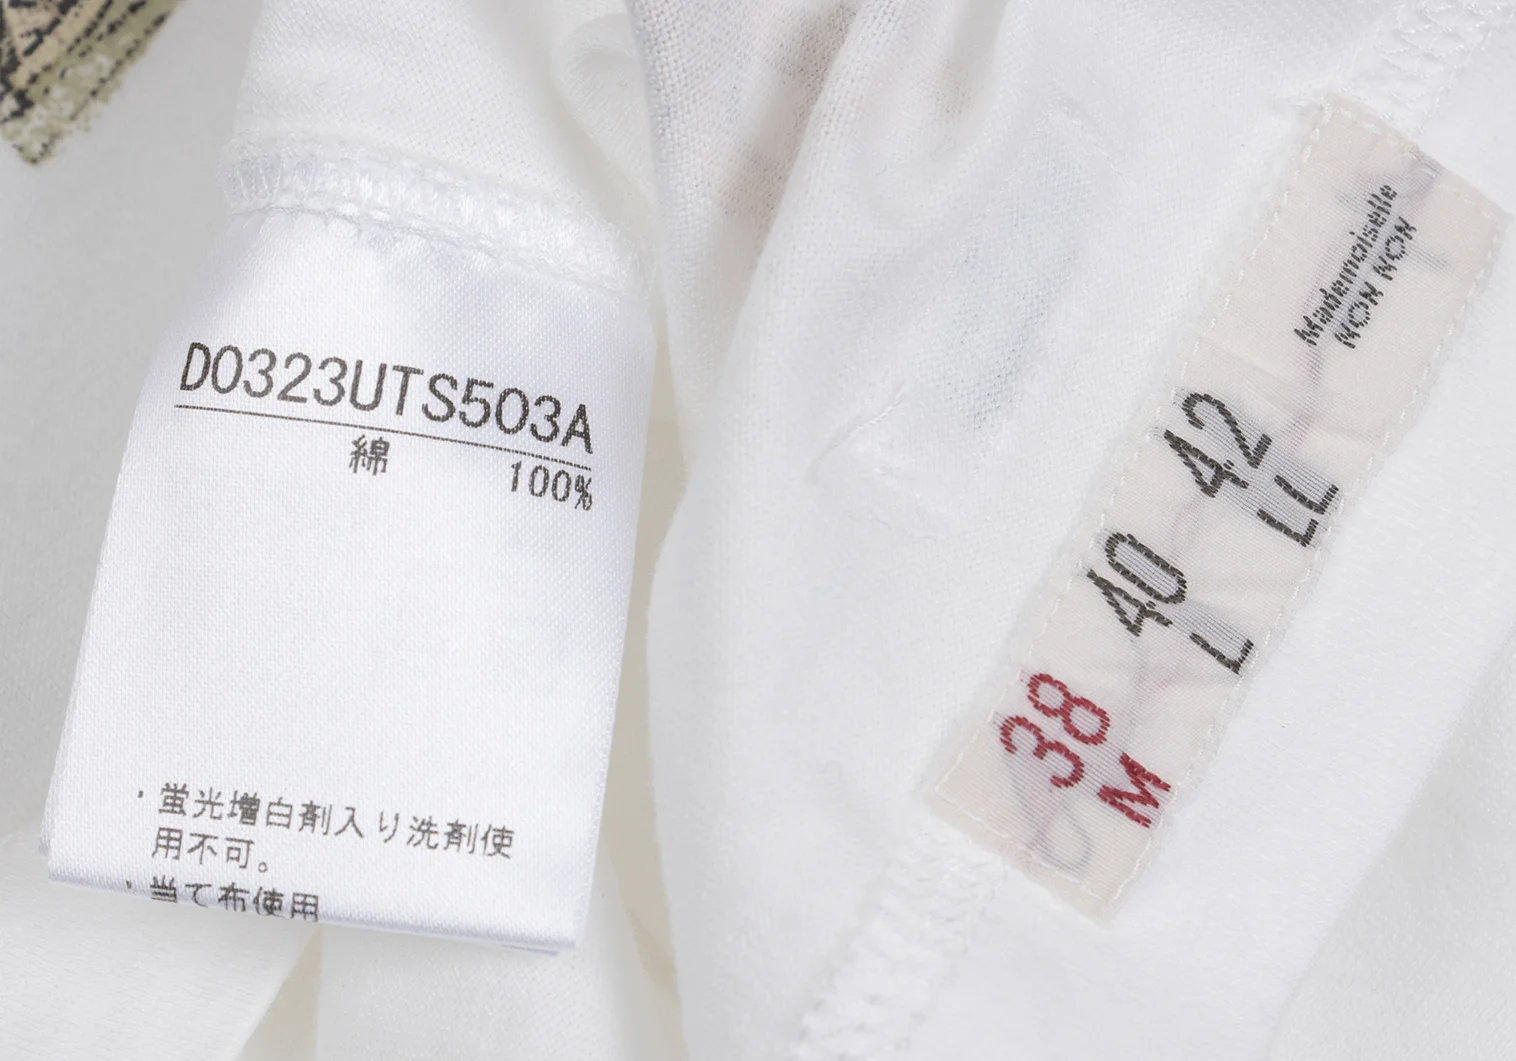 D0323UTS503A
綿 100%
・蛍光増白剤入り洗剤使
用不可。
・当て布使用
Mademoiselle
NON NON
42
LL
40
L
38
M